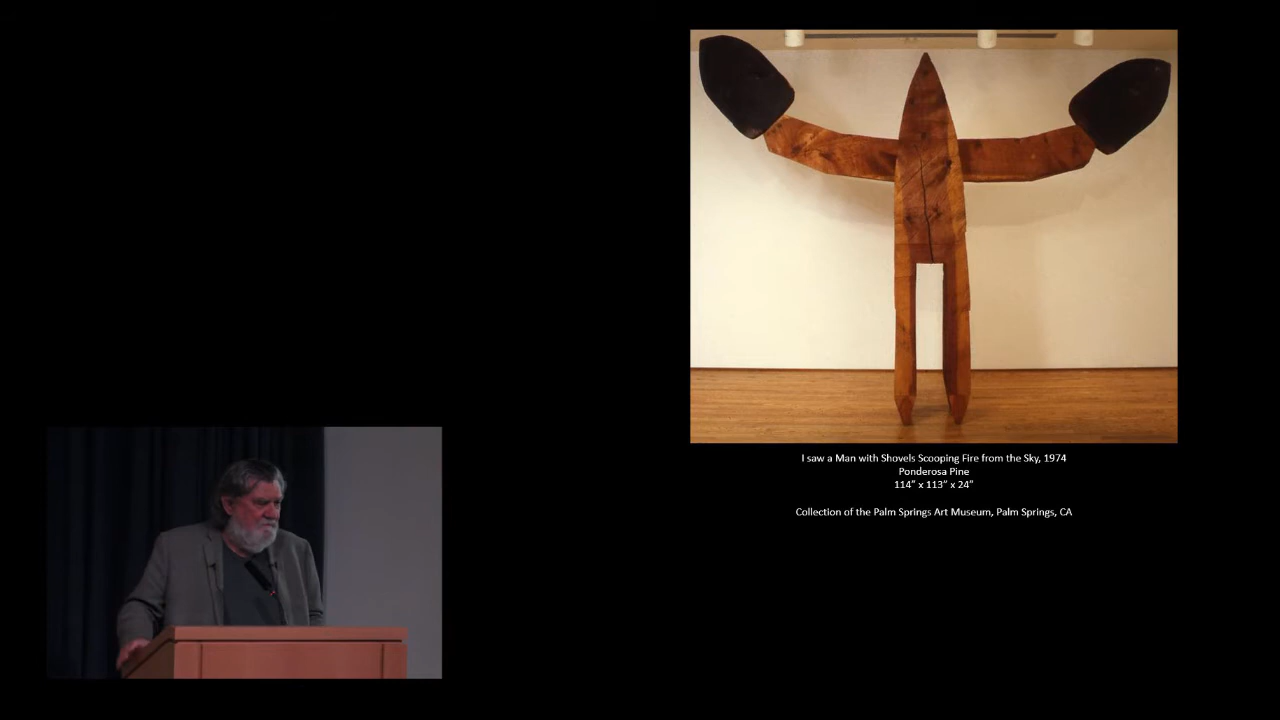 I saw a Man with Shovels Scooping Fire from the Sky, 1974
Ponderosa Pine
114” x 113” x 24”
Collection of the Palm Springs Art Museum, Palm Springs, CA